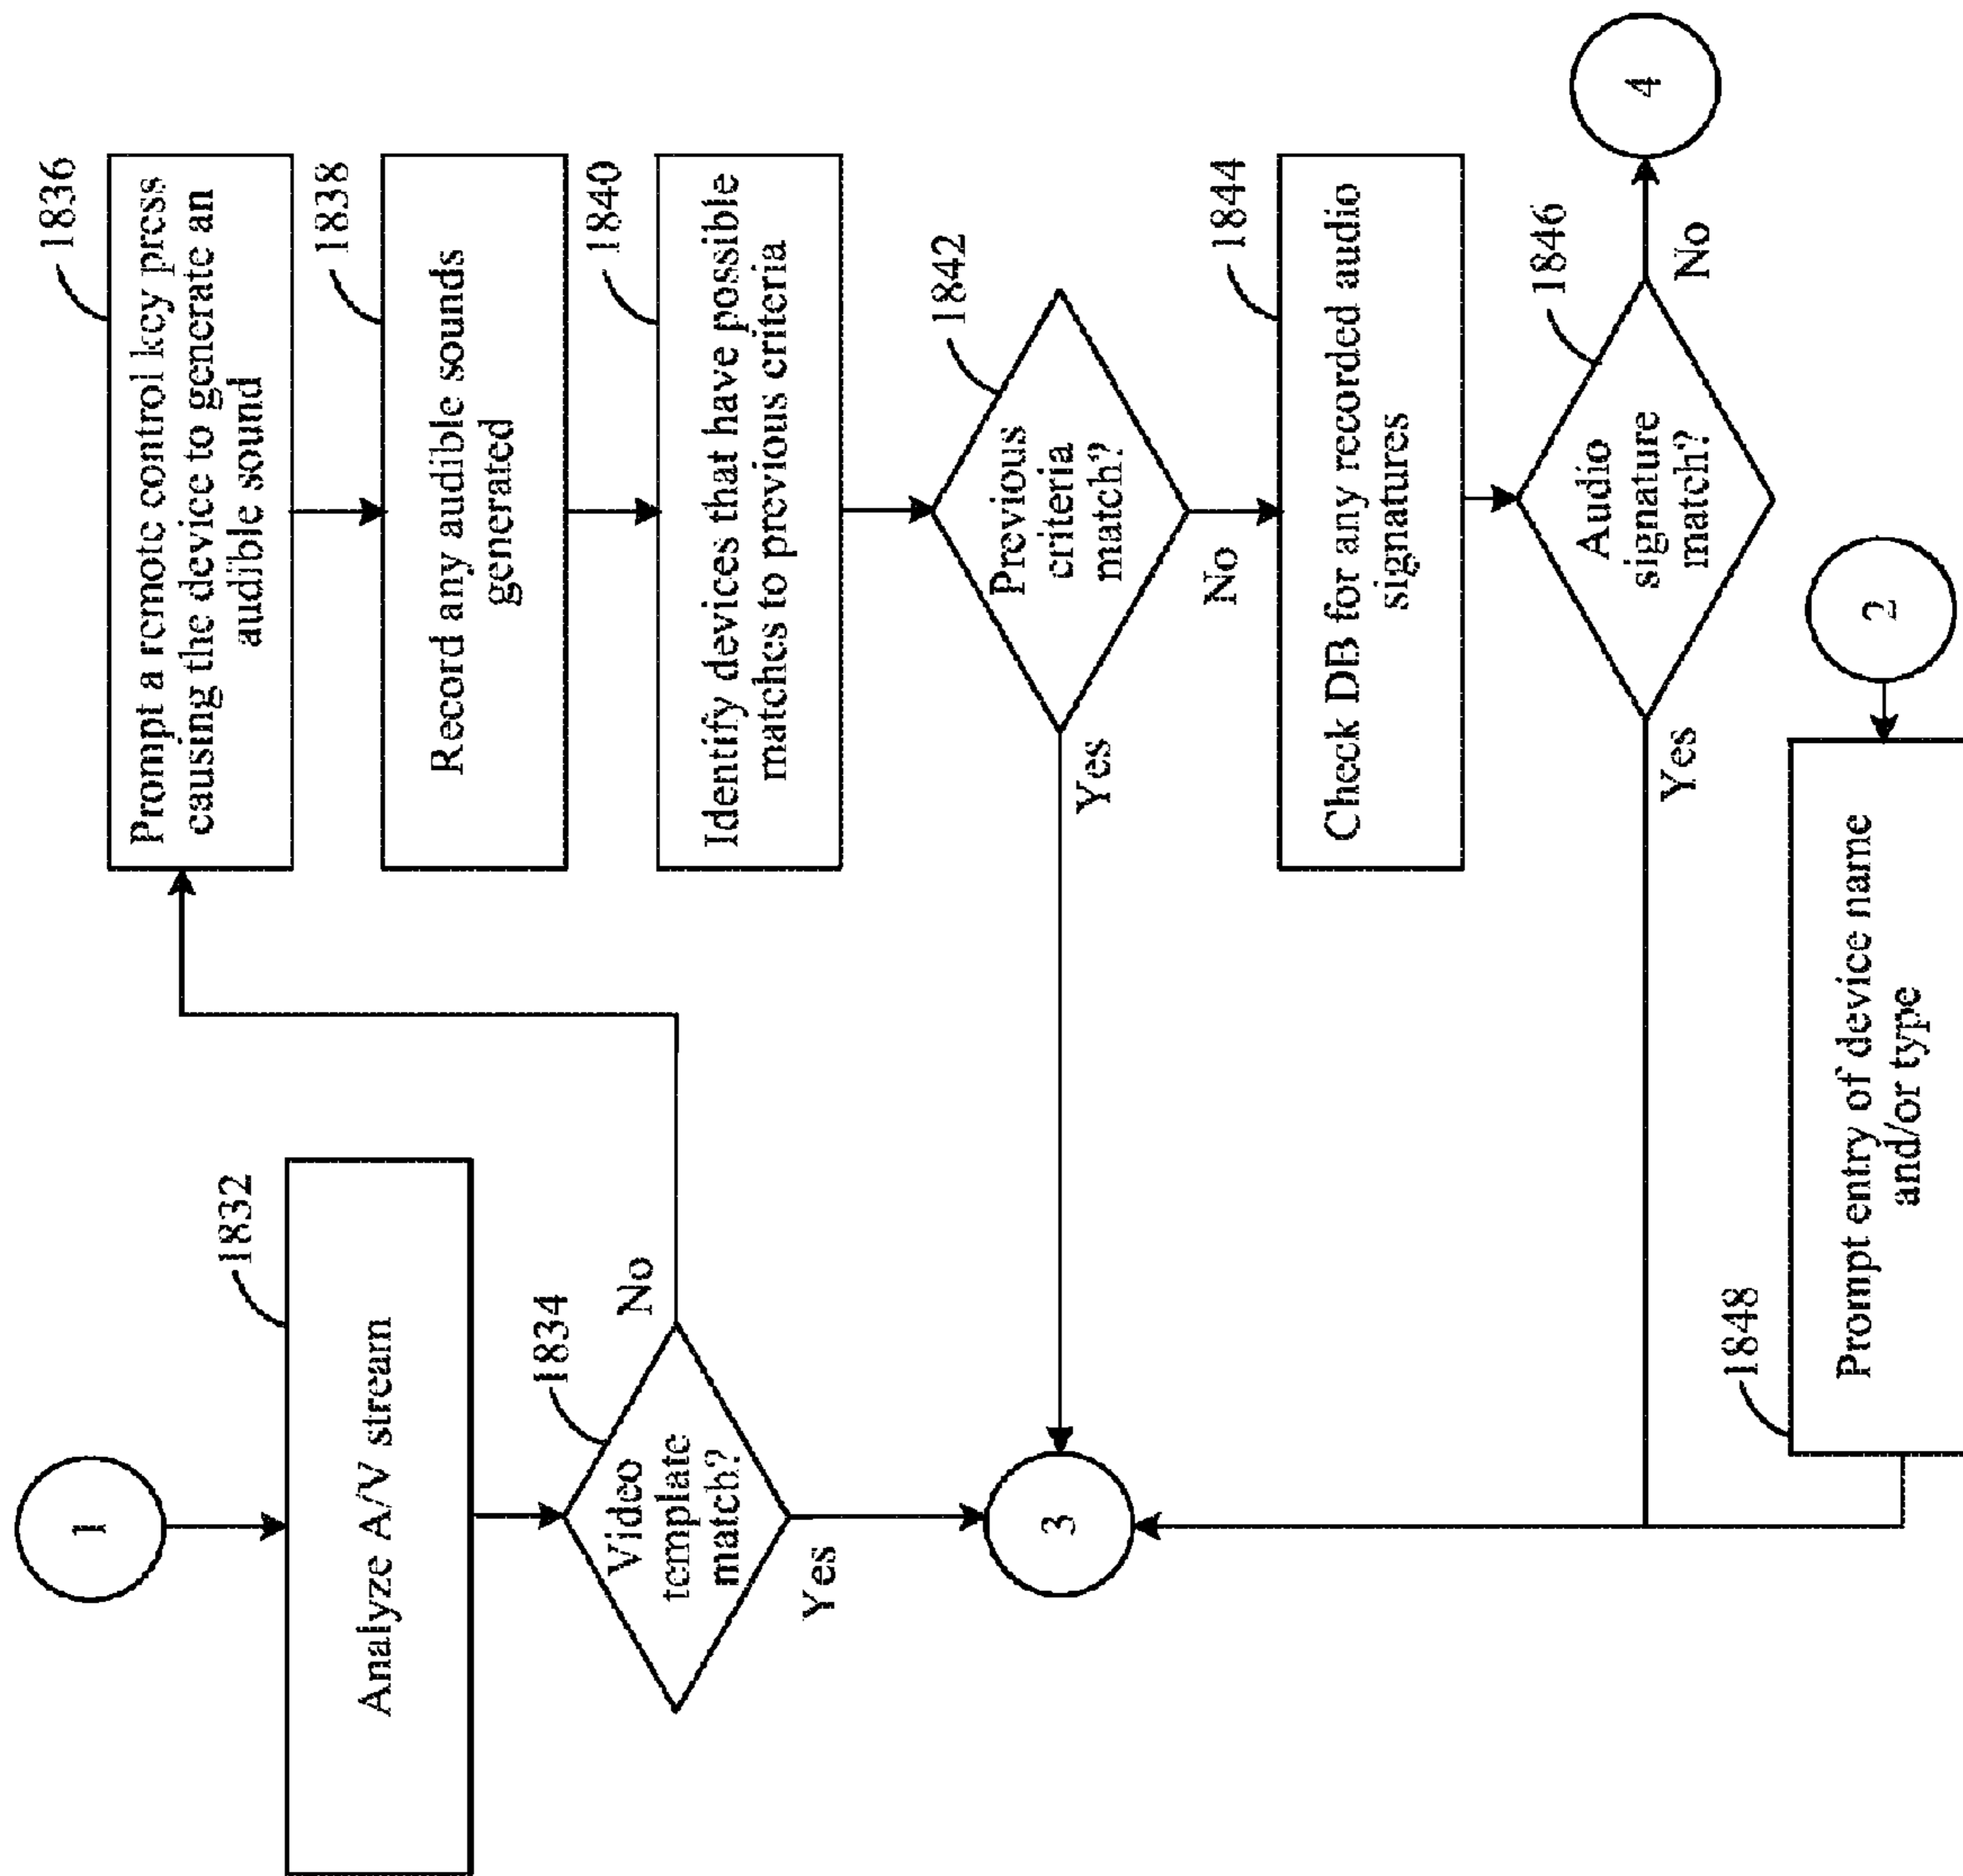 1
1832
Analyze A/V stream
1834
Video
template
match?
No
Yes
3
1836
Prompt a remote control key press
causing the device to generate an
audible sound
1838
Record any audible sounds
generated
1840
Identify devices that have possible
matches to previous criteria
1842
Previous
criteria
match?
Yes
No
1844
Check DB for any recorded audio
signatures
1846
Audio
signature
match?
Yes
No
4
2
1848
Prompt entry of device name
and/or type